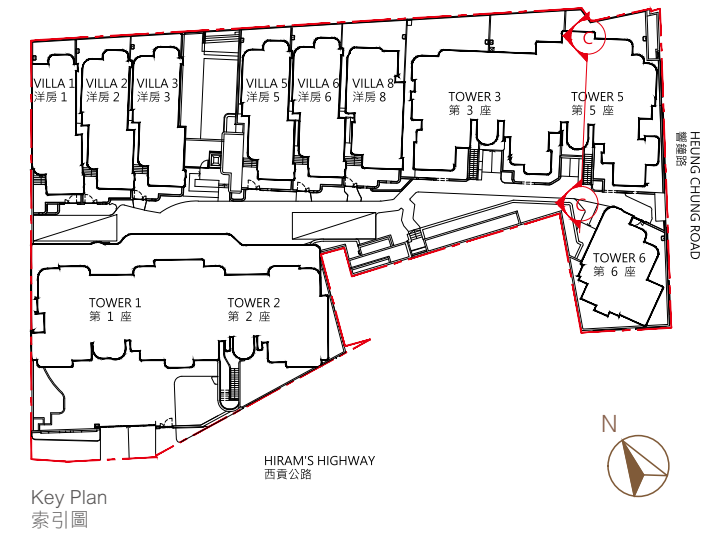 VILLA 1
洋房 1
VILLA 2
洋房 2
VILLA 3
洋房 3
VILLA 5
洋房 5
VILLA 6
洋房 6
VILLA 8
洋房 8
TOWER 3
第 3 座
TOWER 5
第 5 座
C
C
HEUNG CHUNG ROAD
響鐘路
TOWER 6
第 6 座
TOWER 1
第 1 座
TOWER 2
第 2 座
N
HIRAM'S HIGHWAY
西貢公路
Key Plan
索引圖